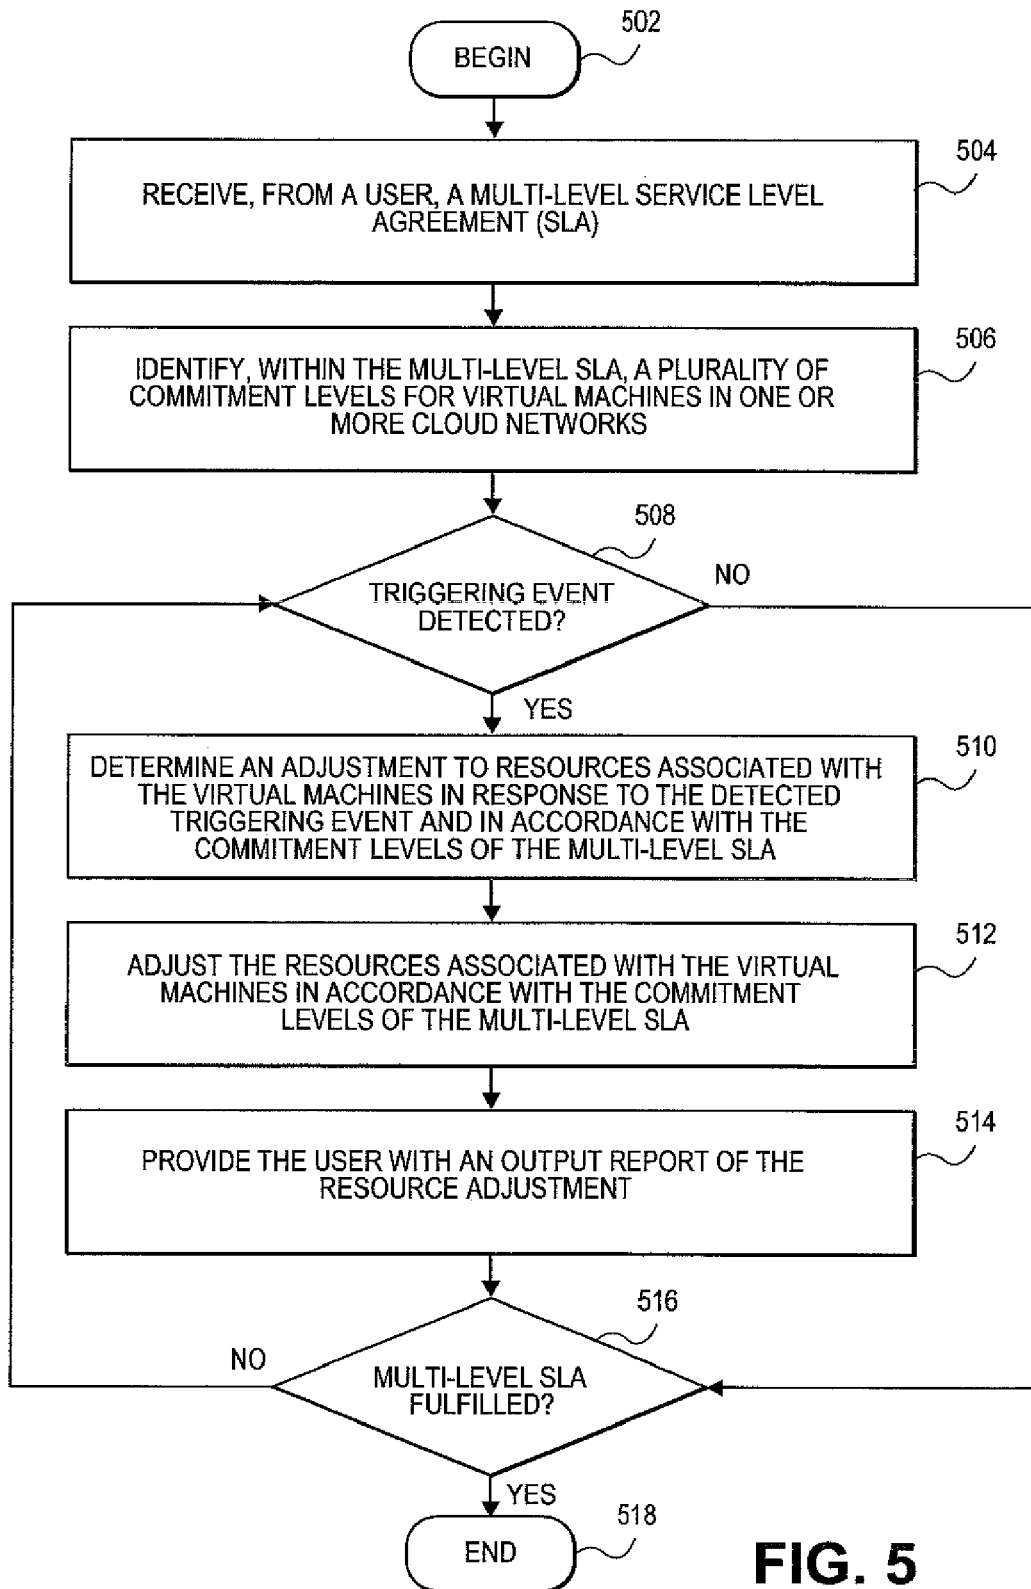 BEGIN
502
504
RECEIVE, FROM A USER, A MULTI-LEVEL SERVICE LEVEL
AGREEMENT (SLA)
506
IDENTIFY, WITHIN THE MULTI-LEVEL SLA, A PLURALITY OF
COMMITMENT LEVELS FOR VIRTUAL MACHINES IN ONE OR
MORE CLOUD NETWORKS
508
NO
TRIGGERING EVENT
DETECTED?
YES
510
DETERMINE AN ADJUSTMENT TO RESOURCES ASSOCIATED WITH
THE VIRTUAL MACHINES IN RESPONSE TO THE DETECTED
TRIGGERING EVENT AND IN ACCORDANCE WITH THE
COMMITMENT LEVELS OF THE MULTI-LEVEL SLA
512
ADJUST THE RESOURCES ASSOCIATED WITH THE VIRTUAL
MACHINES IN ACCORDANCE WITH THE COMMITMENT
LEVELS OF THE MULTI-LEVEL SLA
514
PROVIDE THE USER WITH AN OUTPUT REPORT OF THE
RESOURCE ADJUSTMENT
516
NO
MULTI-LEVEL SLA
FULFILLED?
YES
518
END
FIG. 5